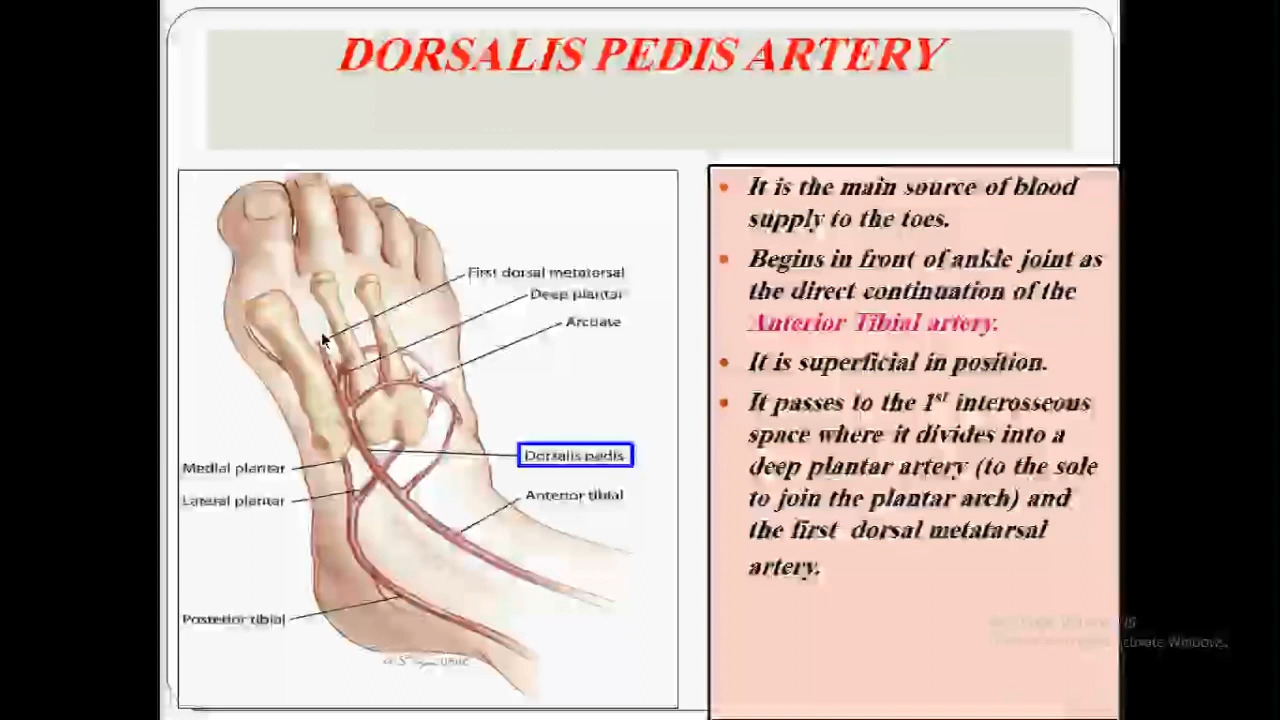 DORSALIS PEDIS ARTERY
First dorsal metatorsal
Deep plantar
Arcuate
Dorsalis pedis
Medial plantar
Lateral plantar
Anterior tibial
Posterior tibial
• It is the main source of blood
supply to the toes.
• Begins in front of ankle joint as
the direct continuation of the
Anterior Tibial artery.
• It is superficial in position.
• It passes to the 1st interosseous
space where it divides into a
deep plantar artery (to the sole
to join the plantar arch) and
the first dorsal metatarsal
artery.
Windows.